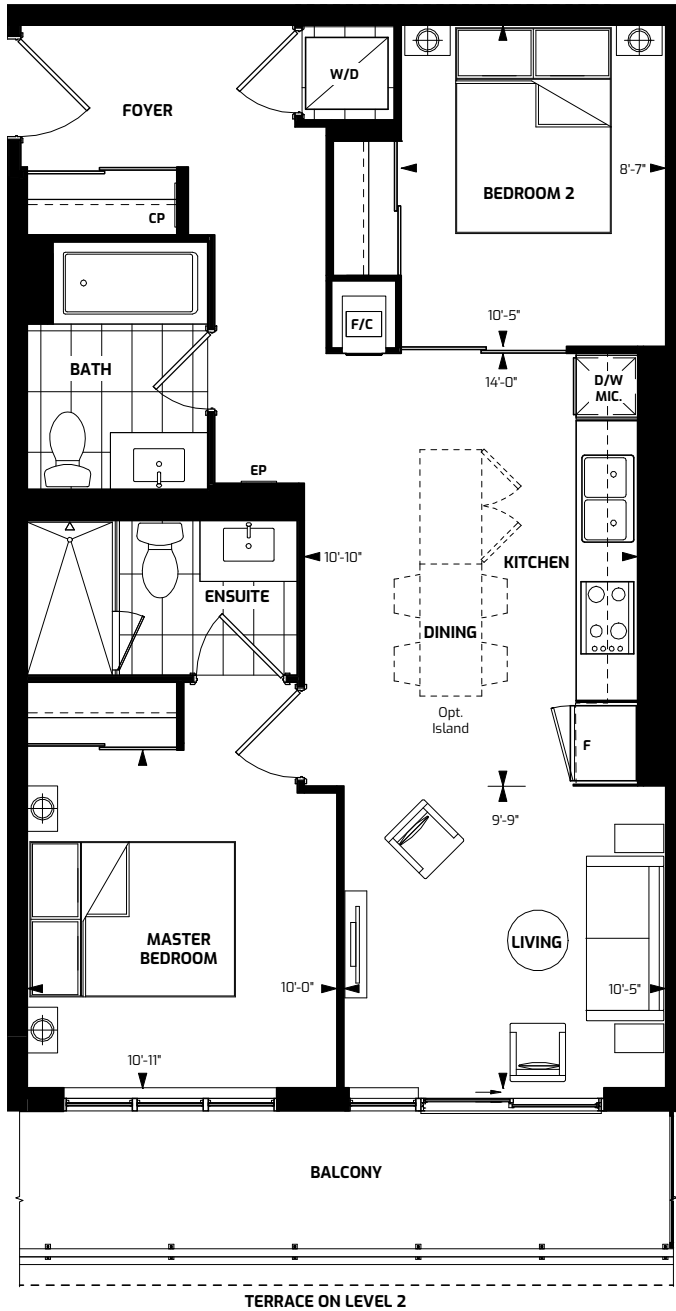 W/D
FOYER
BEDROOM 2
8'-7"
CP
10'-5"
F/C
14'-0"
D/W
MIC.
BATH
EP
10'-10"
KITCHEN
ENSUITE
DINING
Opt.
Island
F
9'-9"
MASTER
BEDROOM
LIVING
10'-0"
10'-5"
10'-11"
BALCONY
TERRACE ON LEVEL 2